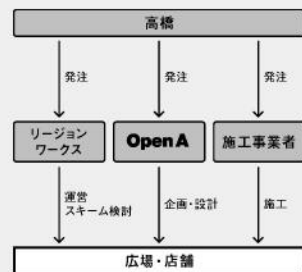 高橋
発注
発注
発注
リージョン
ワークス
Open A
施工事業者
運営
スキーム検討
企画・設計
施工
広場・店舗